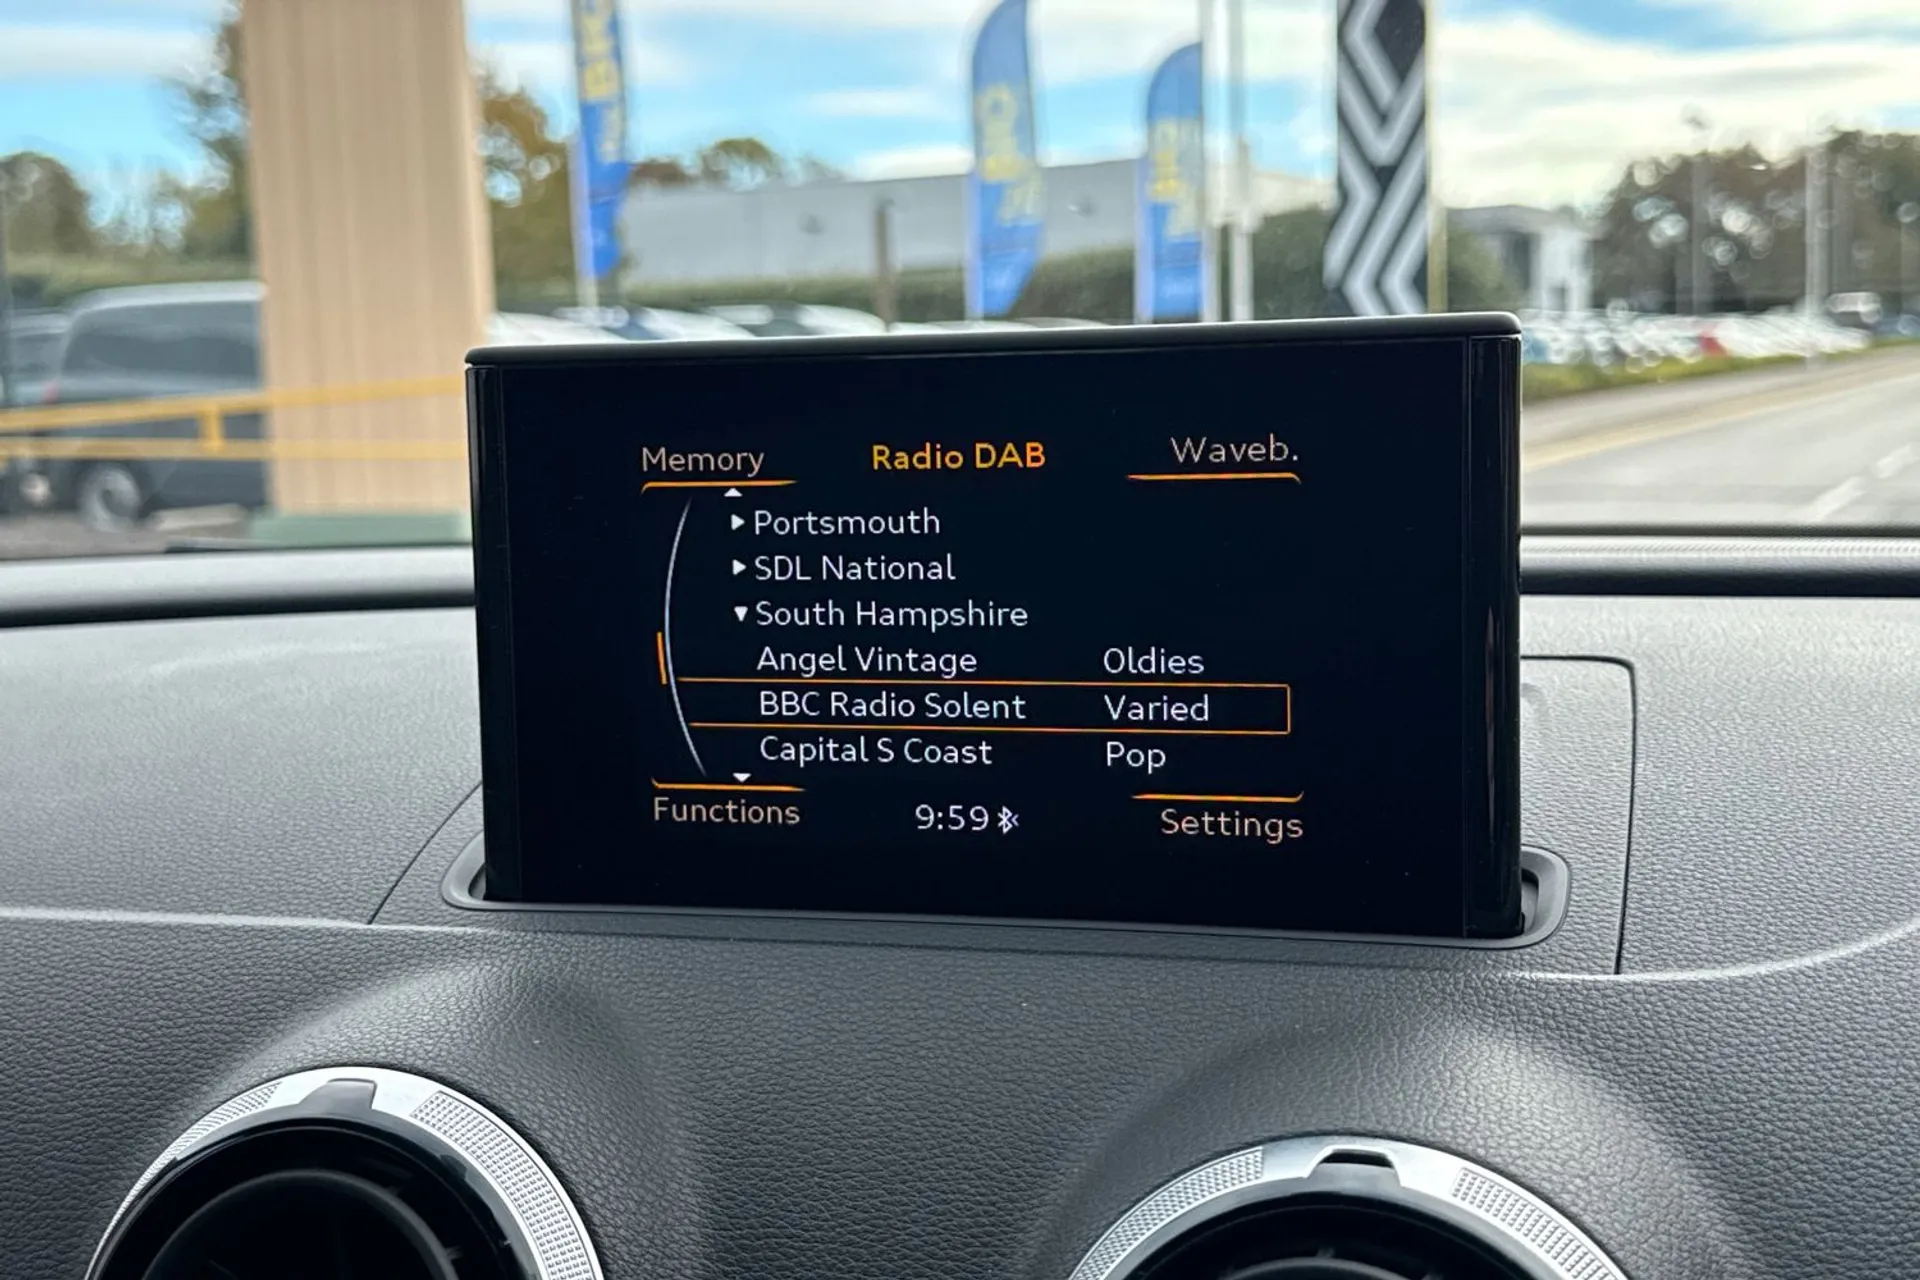 Memory Radio DAB Waveb.
Portsmouth
SDL National
South Hampshire
Angel Vintage Oldies
BBC Radio Solent Varied
Capital S Coast Pop
Functions 9:59 Settings